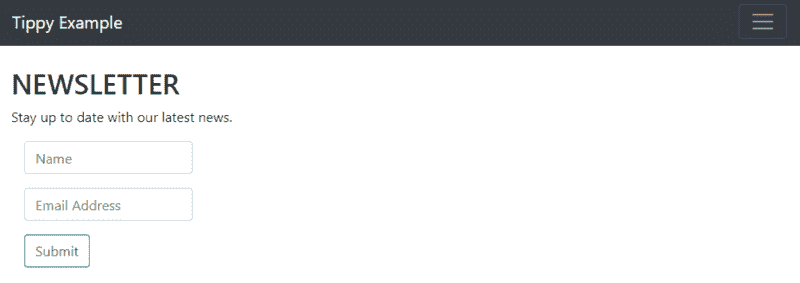 Tippy Example
NEWSLETTER
Stay up to date with our latest news.
Name
Email Address
Submit